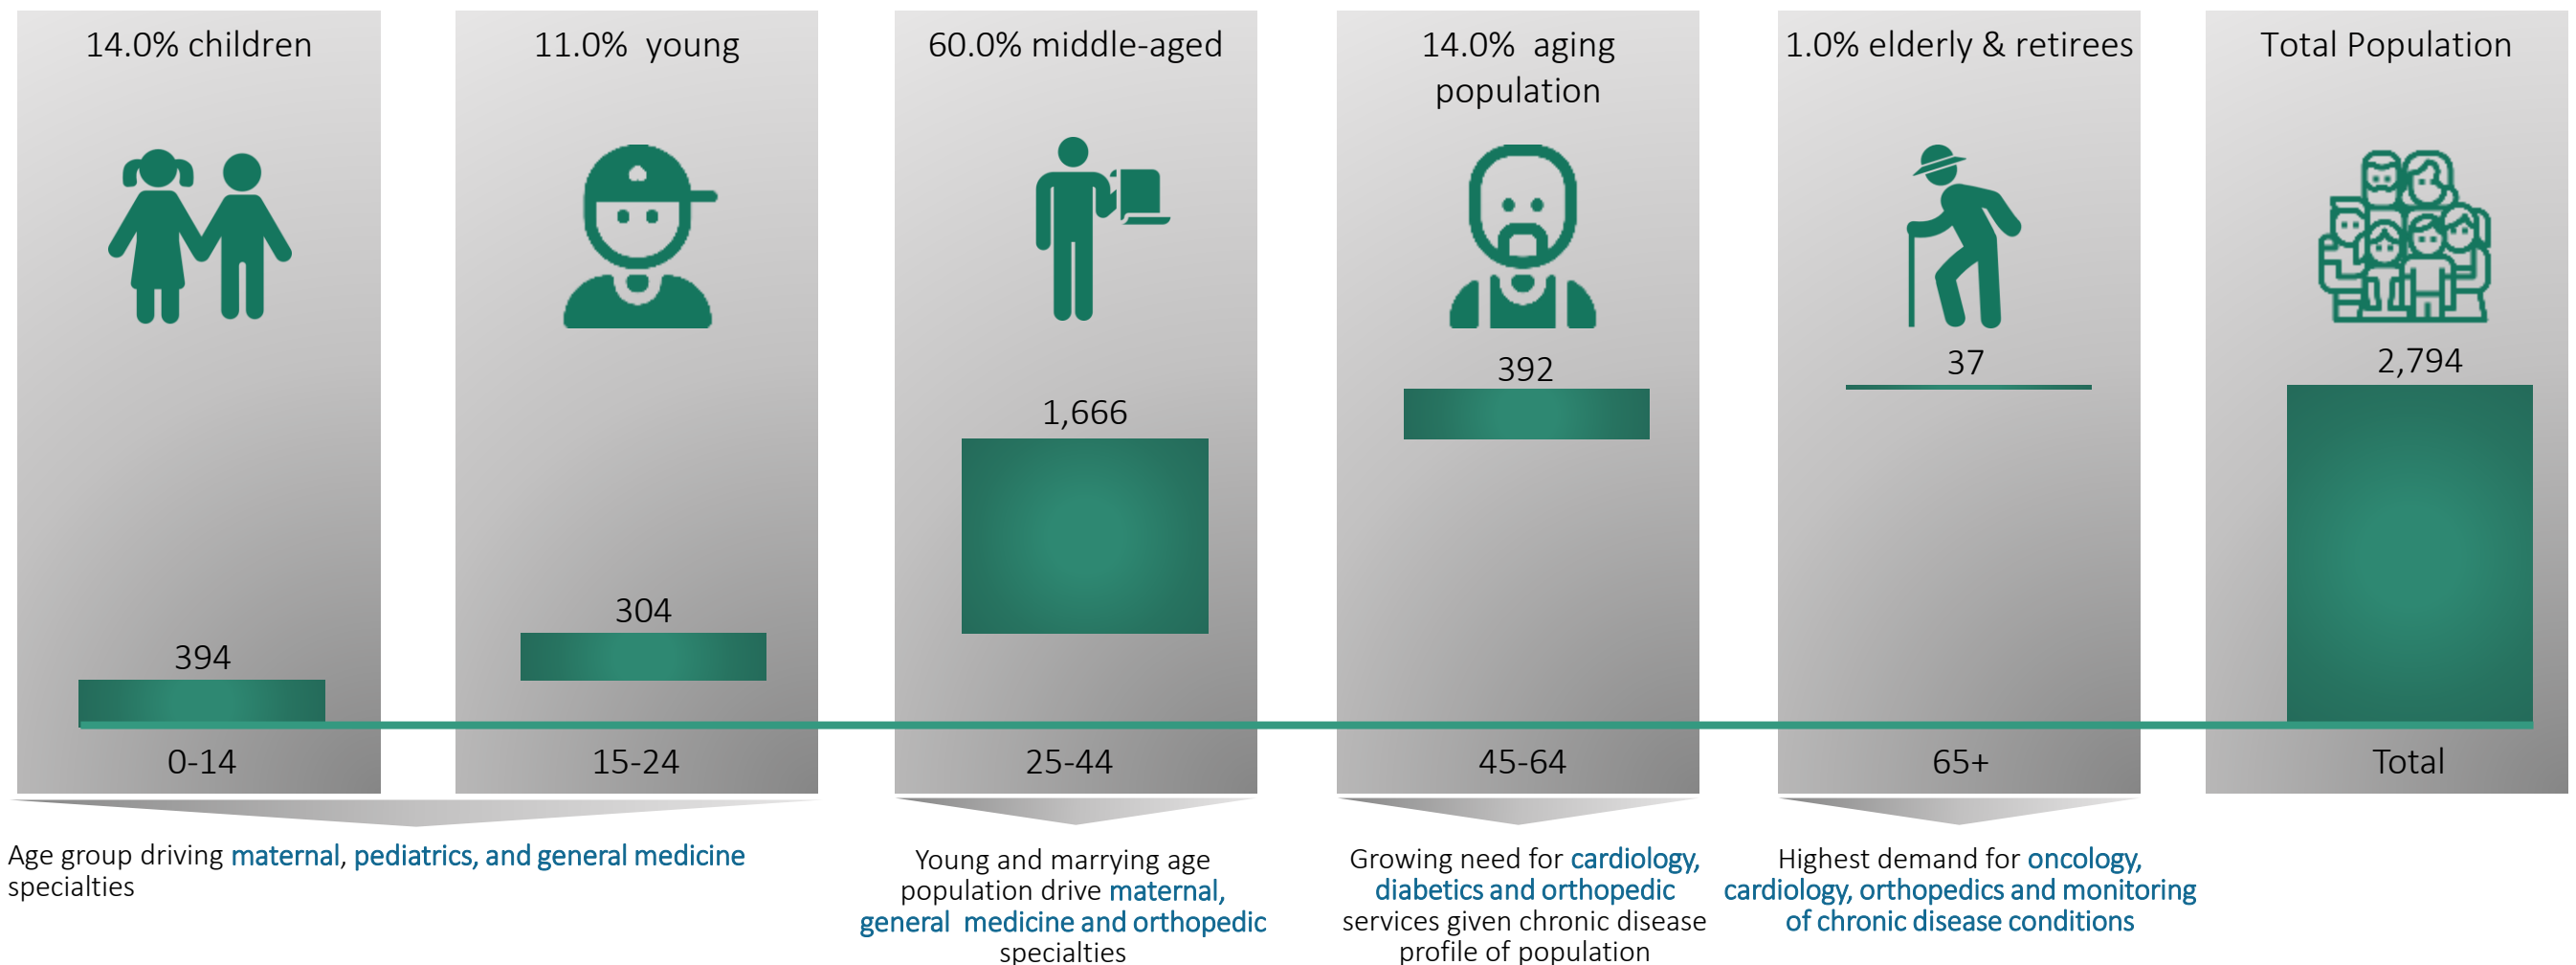 14.0% children
11.0%  young
60.0% middle-aged
14.0%  aging
population
1.0% elderly & retirees
Total Population
394
304
1,666
392
37
2,794
0-14
15-24
25-44
45-64
65+
Total
Age group driving maternal, pediatrics, and general medicine
specialties
Young and marrying age
population drive maternal,
general  medicine and orthopedic
specialties
Growing need for cardiology,
diabetics and orthopedic
services given chronic disease
profile of population
Highest demand for oncology,
cardiology, orthopedics and monitoring
of chronic disease conditions